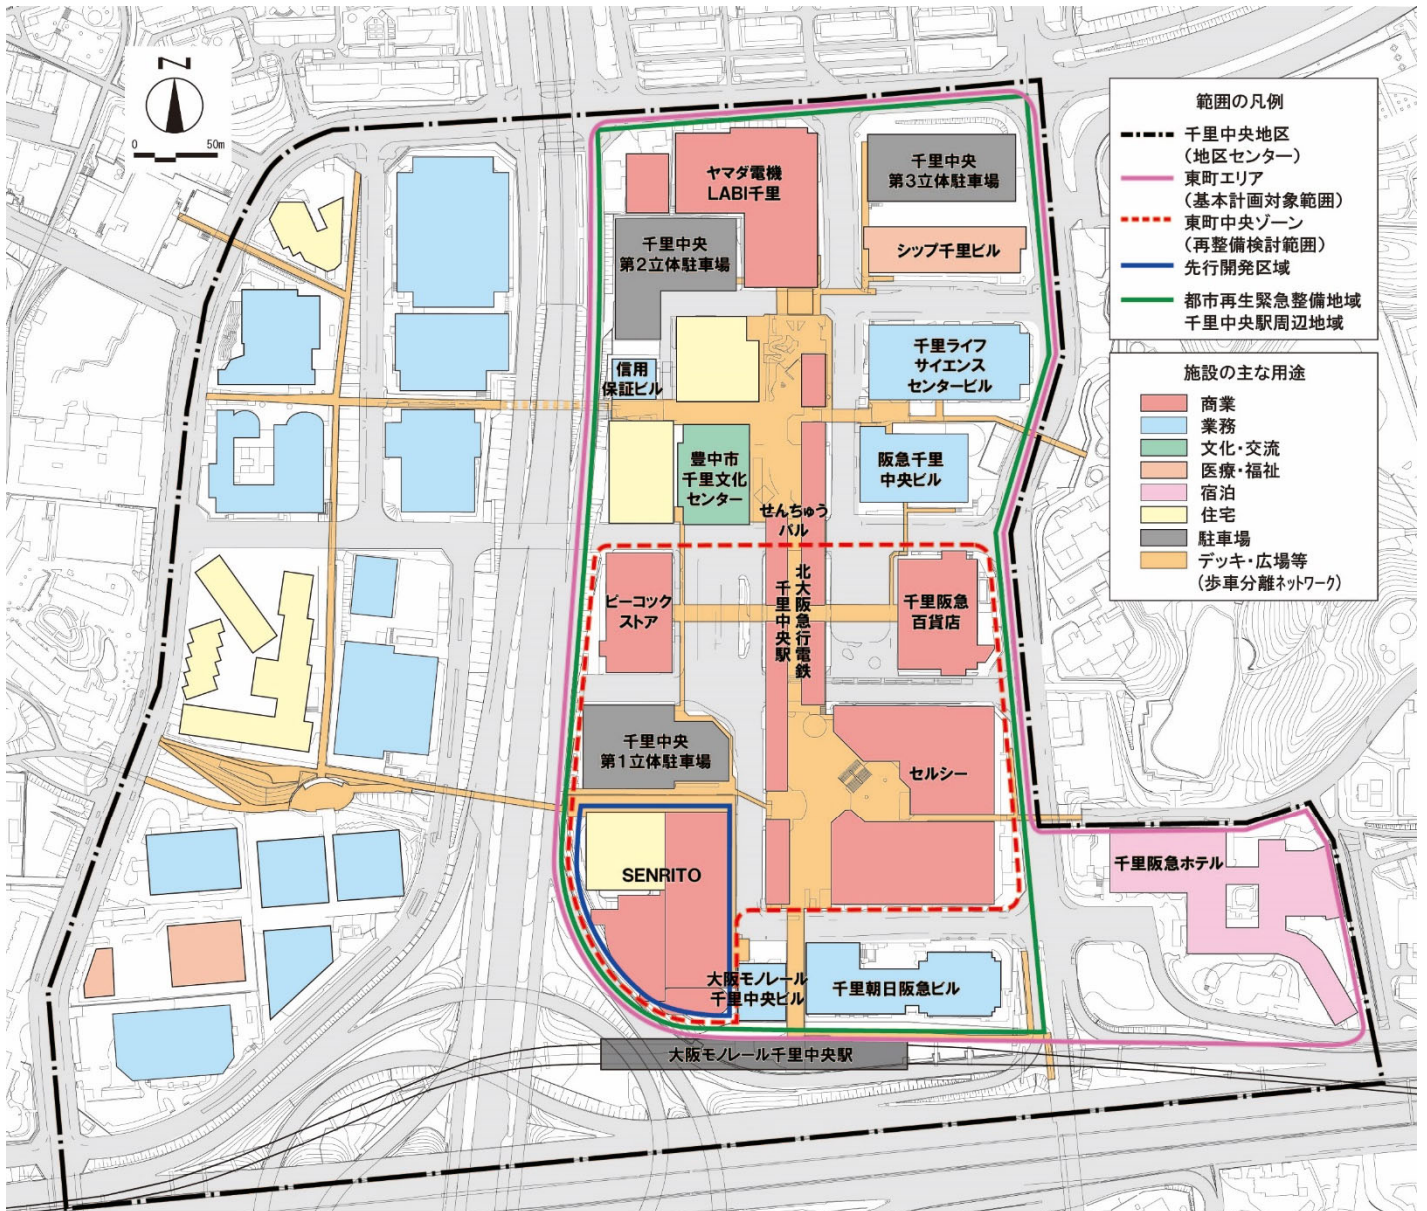 N
0 50m
範囲の凡例
千里中央地区
(地区センター)
東町エリア
(基本計画対象範囲)
東町中央ゾーン
(再整備検討範囲)
先行開発区域
都市再生緊急整備地域
千里中央駅周辺地域
施設の主な用途
商業
業務
文化・交流
医療・福祉
宿泊
住宅
駐車場
デッキ・広場等
(歩車分離ネットワーク)
ヤマダ電機
LABI千里
千里中央
第3立体駐車場
千里中央
第2立体駐車場
シップ千里ビル
信用
保証ビル
千里ライフ
サイエンス
センタービル
豊中市
千里文化
センター
阪急千里
中央ビル
せんちゅう
パル
北大阪急行電鉄
千里中央駅
ピーコック
ストア
千里阪急
百貨店
千里中央
第1立体駐車場
セルシー
SENRITO
千里阪急ホテル
大阪モノレール
千里中央ビル
千里朝日阪急ビル
大阪モノレール千里中央駅